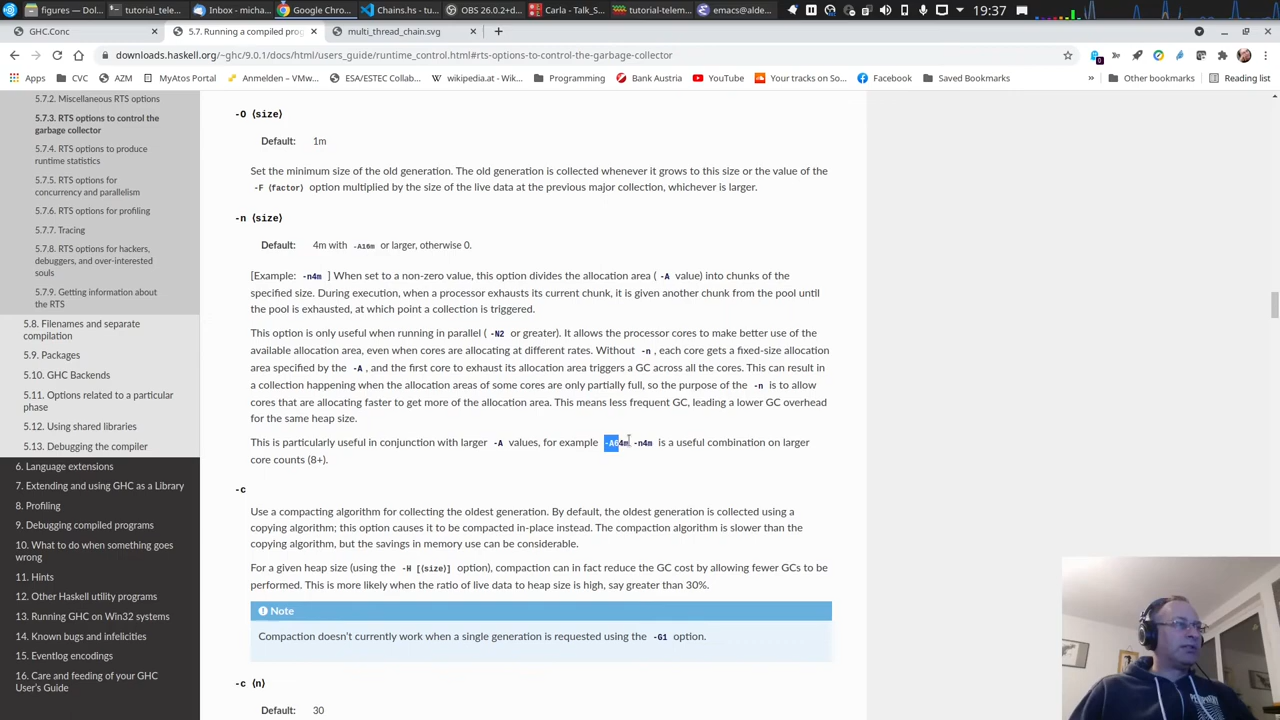 figures — Dol...
tutorial_tele...
Inbox - micha...
Google Chro...
Chains.hs - tu...
OBS 26.0.2+d...
Carla - Stalk...
tutorial-telem...
emacs@algie...
19:37
GHC.Conc
5.7. Running a compiled prog
multi_thread_chain.svg
downloads.haskell.org/~ghc/9.0.1/docs/html/users_guide/runtime_control.html#rts-options-to-control-the-garbage-collector
Apps
CVC
AZM
MyAtos Portal
Anmelden – VMw...
ESA/ESTEC Collab...
wikipedia.at - Wik...
Programming
Bank Austria
YouTube
Your tracks on So...
Facebook
Saved Bookmarks
»
Other bookmarks
Reading list
5.7.2. Miscellaneous RTS options
5.7.3. RTS options to control the
garbage collector
5.7.4. RTS options to produce
runtime statistics
5.7.5. RTS options for
concurrency and parallelism
5.7.6. RTS options for profiling
5.7.7. Tracing
5.7.8. RTS options for hackers,
debuggers, and over-interested
souls
5.7.9. Getting information about
the RTS
5.8. Filenames and separate
compilation
5.9. Packages
5.10. GHC Backends
5.11. Options related to a particular
phase
5.12. Using shared libraries
5.13. Debugging the compiler
6. Language extensions
7. Extending and using GHC as a Library
8. Profiling
9. Debugging compiled programs
10. What to do when something goes
wrong
11. Hints
12. Other Haskell utility programs
13. Running GHC on Win32 systems
14. Known bugs and infelicities
15. Eventlog encodings
16. Care and feeding of your GHC
User's Guide
-O ⟨size⟩
Default: 1m
Set the minimum size of the old generation. The old generation is collected whenever it grows to this size or the value of the
-F ⟨factor⟩ option multiplied by the size of the live data at the previous major collection, whichever is larger.
-n ⟨size⟩
Default: 4m with -A16m or larger, otherwise 0.
[Example: -n4m ] When set to a non-zero value, this option divides the allocation area ( -A value) into chunks of the
specified size. During execution, when a processor exhausts its current chunk, it is given another chunk from the pool until
the pool is exhausted, at which point a collection is triggered.
This option is only useful when running in parallel ( -N2 or greater). It allows the processor cores to make better use of the
available allocation area, even when cores are allocating at different rates. Without -n , each core gets a fixed-size allocation
area specified by the -A , and the first core to exhaust its allocation area triggers a GC across all the cores. This can result in
a collection happening when the allocation areas of some cores are only partially full, so the purpose of the -n is to allow
cores that are allocating faster to get more of the allocation area. This means less frequent GC, leading a lower GC overhead
for the same heap size.
This is particularly useful in conjunction with larger -A values, for example -A64m -n4m is a useful combination on larger
core counts (8+).
-c
Use a compacting algorithm for collecting the oldest generation. By default, the oldest generation is collected using a
copying algorithm; this option causes it to be compacted in-place instead. The compaction algorithm is slower than the
copying algorithm, but the savings in memory use can be considerable.
For a given heap size (using the -H [⟨size⟩] option), compaction can in fact reduce the GC cost by allowing fewer GCs to be
performed. This is more likely when the ratio of live data to heap size is high, say greater than 30%.
Note
Compaction doesn't currently work when a single generation is requested using the -G1 option.
-c ⟨n⟩
Default: 30